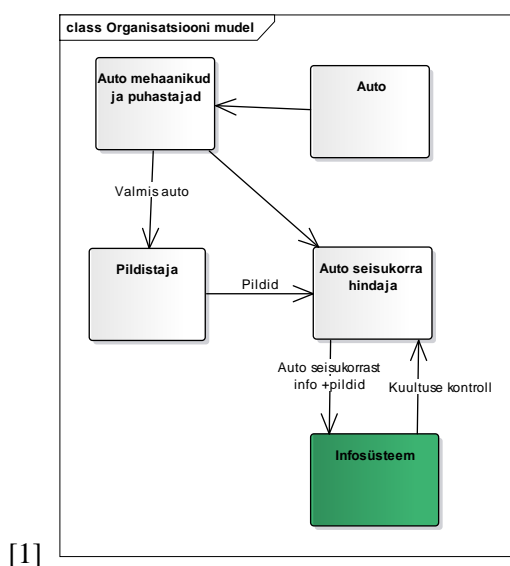 class Organisatsiooni mudel
Auto mehaanikud
ja puhastajad
Auto
Valmis auto
Pildistaja
Pildid
Auto seisukorra
hindaja
Auto seisukorrast
info +pildid
Kuultuse kontroll
Infosüsteem
[1]